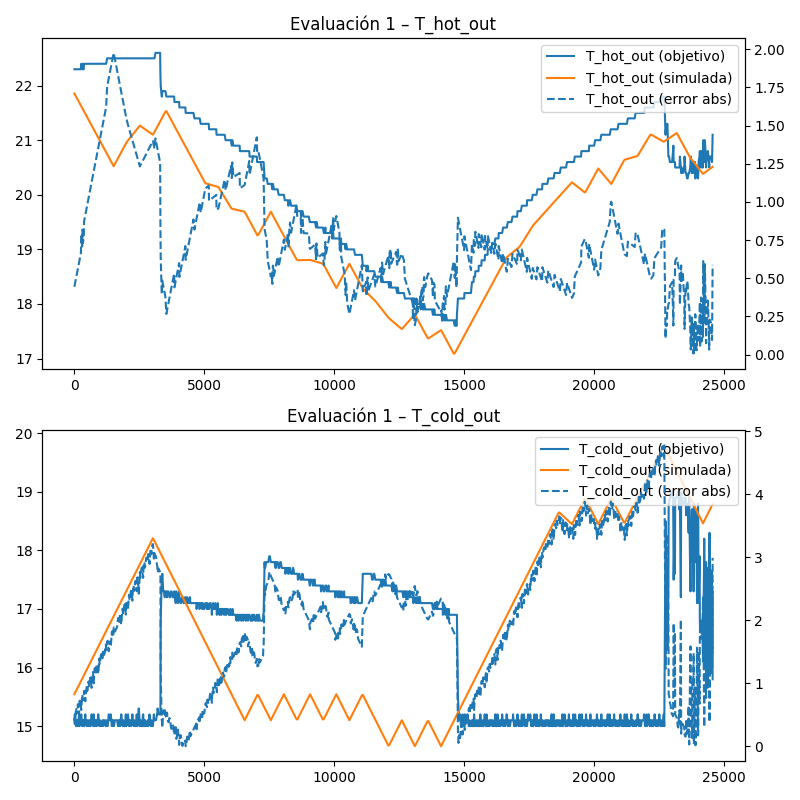 Evaluación 1 – T_hot_out
T_hot_out (objetivo)
T_hot_out (simulada)
T_hot_out (error abs)
22
21
20
19
18
17
2.00
1.75
1.50
1.25
1.00
0.75
0.50
0.25
0.00
0 5000 10000 15000 20000 25000
Evaluación 1 – T_cold_out
T_cold_out (objetivo)
T_cold_out (simulada)
T_cold_out (error abs)
20
19
18
17
16
15
5
4
3
2
1
0
0 5000 10000 15000 20000 25000